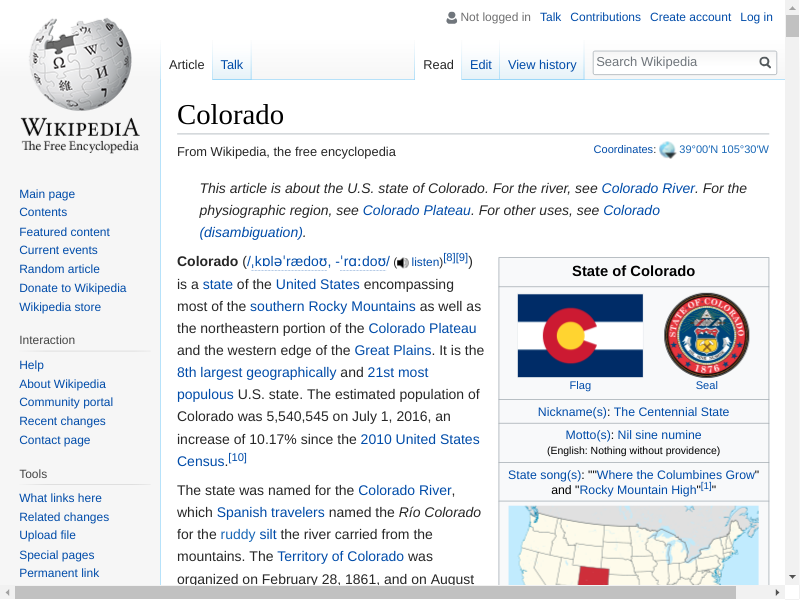 Not logged in Talk Contributions Create account Log in
Article Talk Read Edit View history Search Wikipedia
WIKIPEDIA
The Free Encyclopedia
Main page
Contents
Featured content
Current events
Random article
Donate to Wikipedia
Wikipedia store
Interaction
Help
About Wikipedia
Community portal
Recent changes
Contact page
Tools
What links here
Related changes
Upload file
Special pages
Permanent link
Colorado
From Wikipedia, the free encyclopedia
Coordinates: 39°00′N 105°30′W
This article is about the U.S. state of Colorado. For the river, see Colorado River. For the
physiographic region, see Colorado Plateau. For other uses, see Colorado
(disambiguation).
Colorado (/ˌkɒləˈrædoʊ, -ˈrɑːdoʊ/ (listen)[8][9])
is a state of the United States encompassing
most of the southern Rocky Mountains as well as
the northeastern portion of the Colorado Plateau
and the western edge of the Great Plains. It is the
8th largest geographically and 21st most
populous U.S. state. The estimated population of
Colorado was 5,540,545 on July 1, 2016, an
increase of 10.17% since the 2010 United States
Census.[10]
The state was named for the Colorado River,
which Spanish travelers named the Río Colorado
for the ruddy silt the river carried from the
mountains. The Territory of Colorado was
organized on February 28, 1861, and on August
State of Colorado
STATE OF COLORADO
1876
Flag Seal
Nickname(s): The Centennial State
Motto(s): Nil sine numine
(English: Nothing without providence)
State song(s): ""Where the Columbines Grow"
and "Rocky Mountain High"[1]"